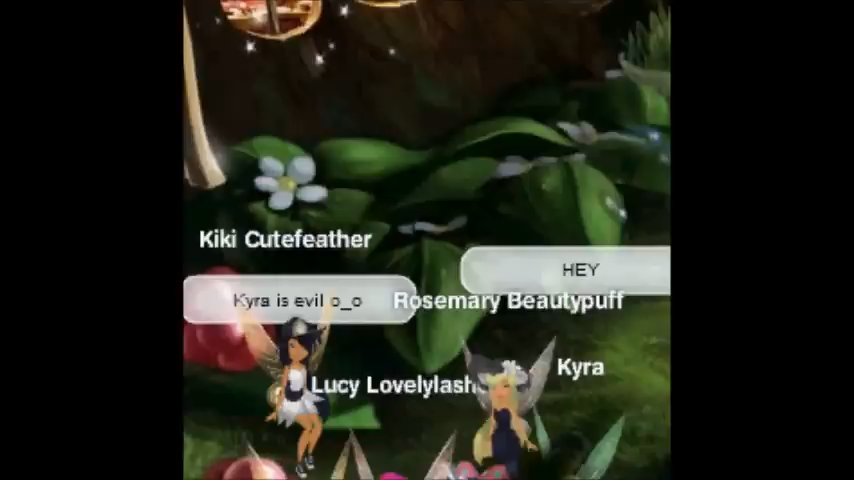 Kiki Cutefeather
HEY
Kyra is evil o_o
Rosemary Beautypuff
Kyra
Lucy Lovelylash